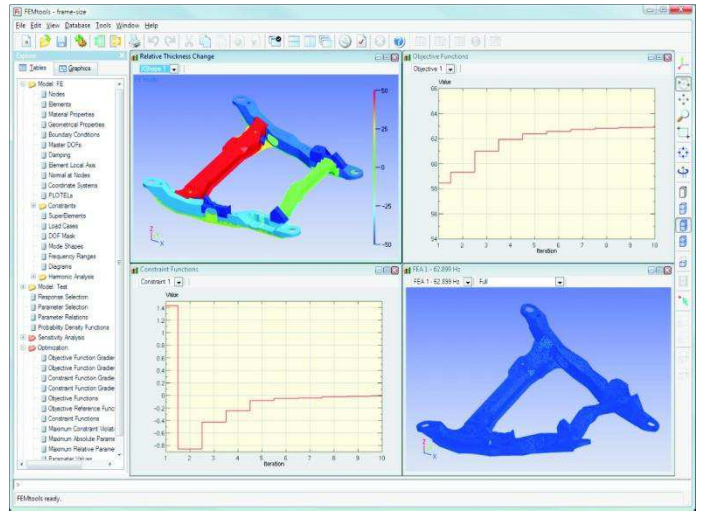 FEMtools - frame-size
File Edit View Database Tools Window Help
Explorer
Tables Graphics
Model: FE
Nodes
Elements
Material Properties
Geometrical Properties
Boundary Conditions
Master DOFs
Damping
Element Local Axis
Normal at Nodes
Coordinate Systems
PLOTELs
Constraints
SuperElements
Load Cases
DOF Mask
Mode Shapes
Frequency Ranges
Diagrams
Harmonic Analysis
Model: Test
Response Selection
Parameter Selection
Parameter Relations
Probability Density Functions
Sensitivity Analysis
Optimization
Objective Function Gradie
Objective Function Gradie
Constraint Function Gradie
Constraint Function Gradie
Objective Functions
Objective Reference Func
Constraint Functions
Maximum Constraint Violati
Maximum Absolute Parame
Maximum Relative Parame
Parameter Values
Relative Thickness Change
50
25
-25
-50
Z
X
Objective Functions
Objective 1
Value
66
64
62
60
58
56
54
1 2 3 4 5 6 7 8 9 10
Iteration
Constraint Functions
Constraint 1
Value
1.4
1.2
1
0.8
0.6
0.4
0.2
0
-0.2
-0.4
-0.6
-0.8
1 2 3 4 5 6 7 8 9 10
Iteration
FEA 1 - 62.899 Hz
FEA 1 - 62.899 Hz Full
Z
X
>
FEMtools ready.